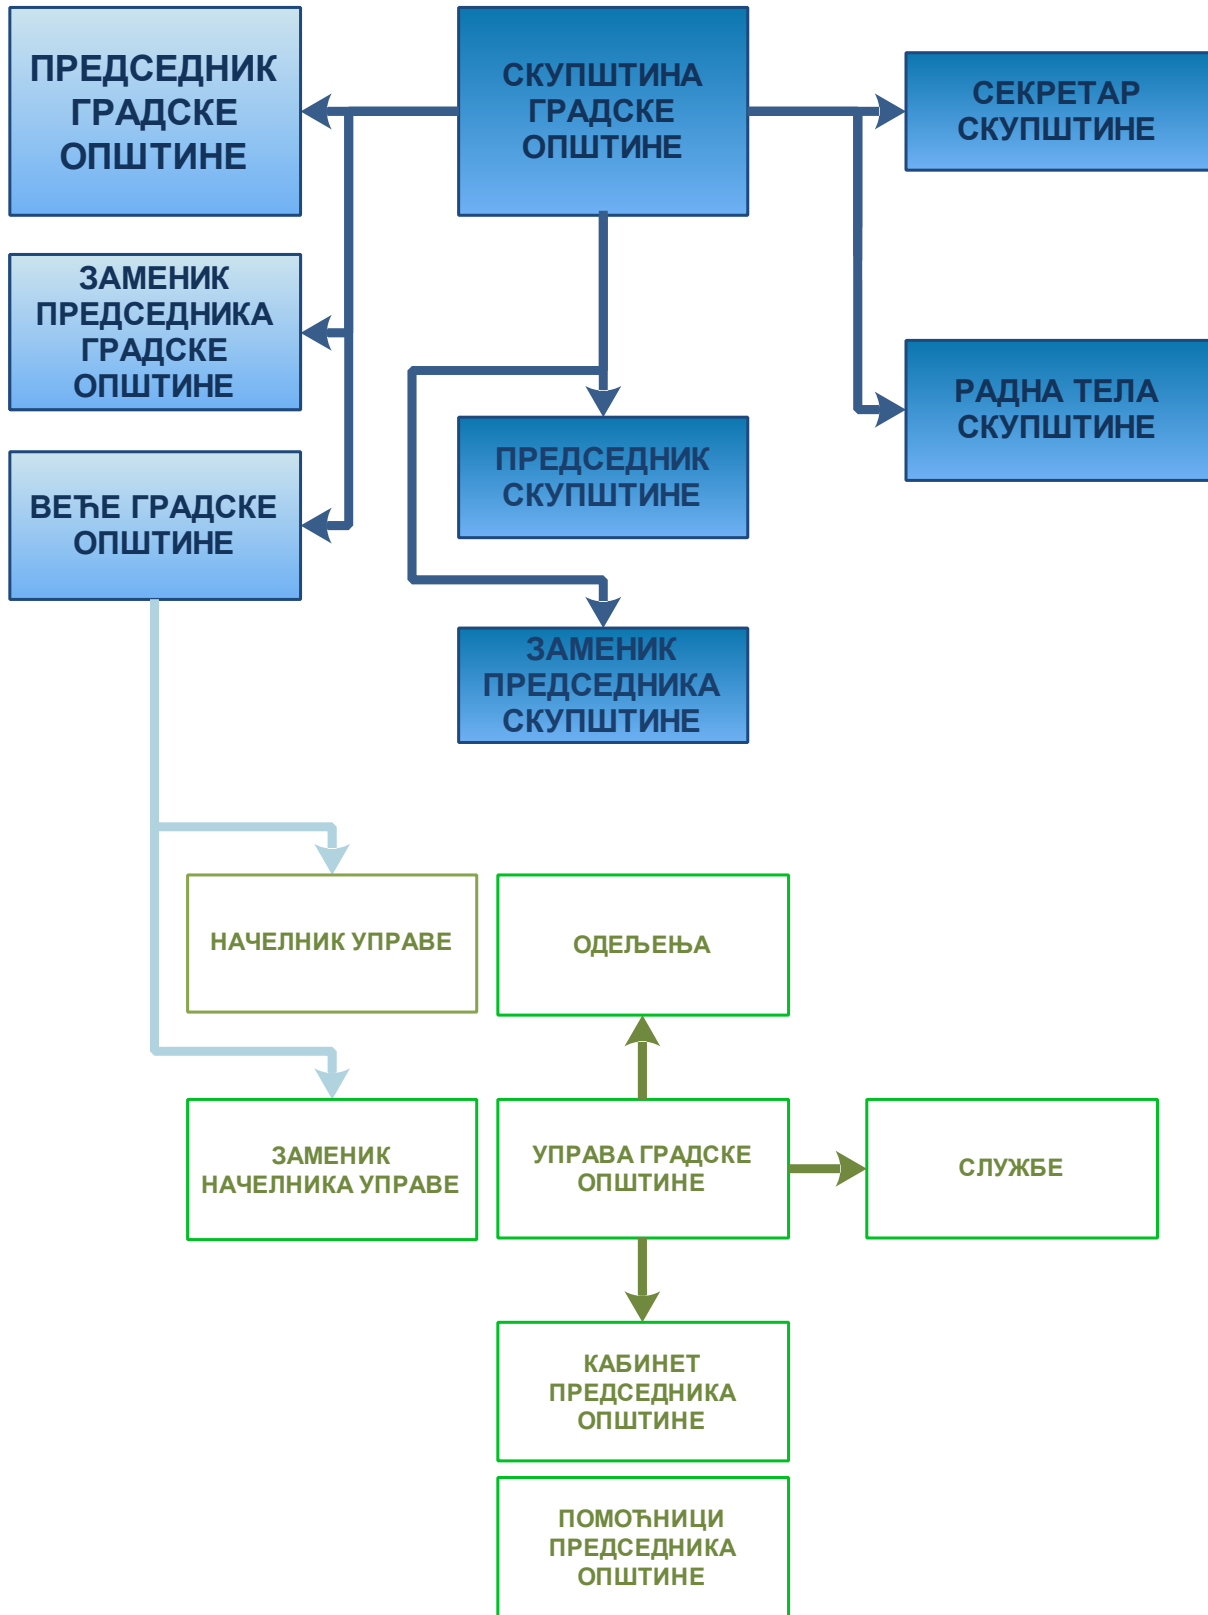 ПРЕДСЕДНИК
ГРАДСКЕ
ОПШТИНЕ
СКУПШТИНА
ГРАДСКЕ
ОПШТИНЕ
СЕКРЕТАР
СКУПШТИНЕ
ЗАМЕНИК
ПРЕДСЕДНИКА
ГРАДСКЕ
ОПШТИНЕ
РАДНА ТЕЛА
СКУПШТИНЕ
ПРЕДСЕДНИК
СКУПШТИНЕ
ВЕЋЕ ГРАДСКЕ
ОПШТИНЕ
ЗАМЕНИК
ПРЕДСЕДНИКА
СКУПШТИНЕ
НАЧЕЛНИК УПРАВЕ
ОДЕЉЕЊА
ЗАМЕНИК
НАЧЕЛНИКА УПРАВЕ
УПРАВА ГРАДСКЕ
ОПШТИНЕ
СЛУЖБЕ
КАБИНЕТ
ПРЕДСЕДНИКА
ОПШТИНЕ
ПОМОЋНИЦИ
ПРЕДСЕДНИКА
ОПШТИНЕ